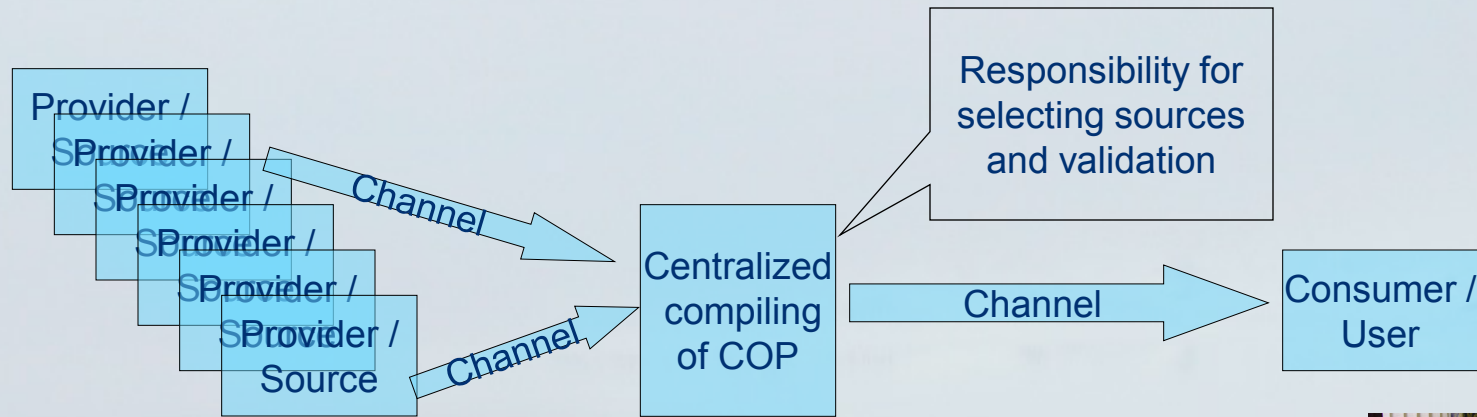 Provider /
Source
Provider /
Source
Provider /
Source
Provider /
Source
Provider /
Source
Provider /
Source
Channel
Channel
Centralized
compiling
of COP
Responsibility for
selecting sources
and validation
Channel
Consumer /
User